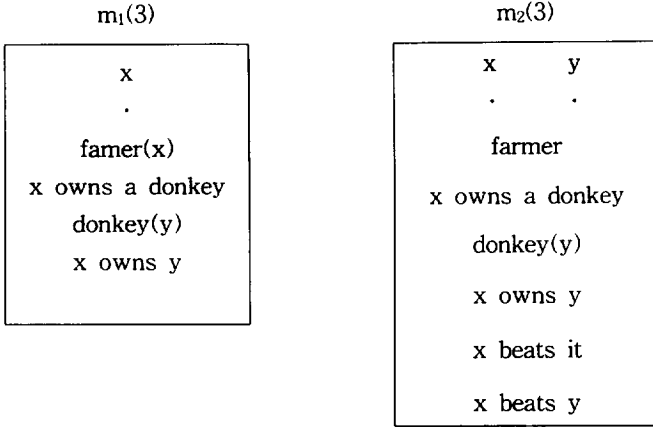 m₁(3)
x
.
famer(x)
x owns a donkey
donkey(y)
x owns y
m₂(3)
x y
. .
farmer
x owns a donkey
donkey(y)
x owns y
x beats it
x beats y